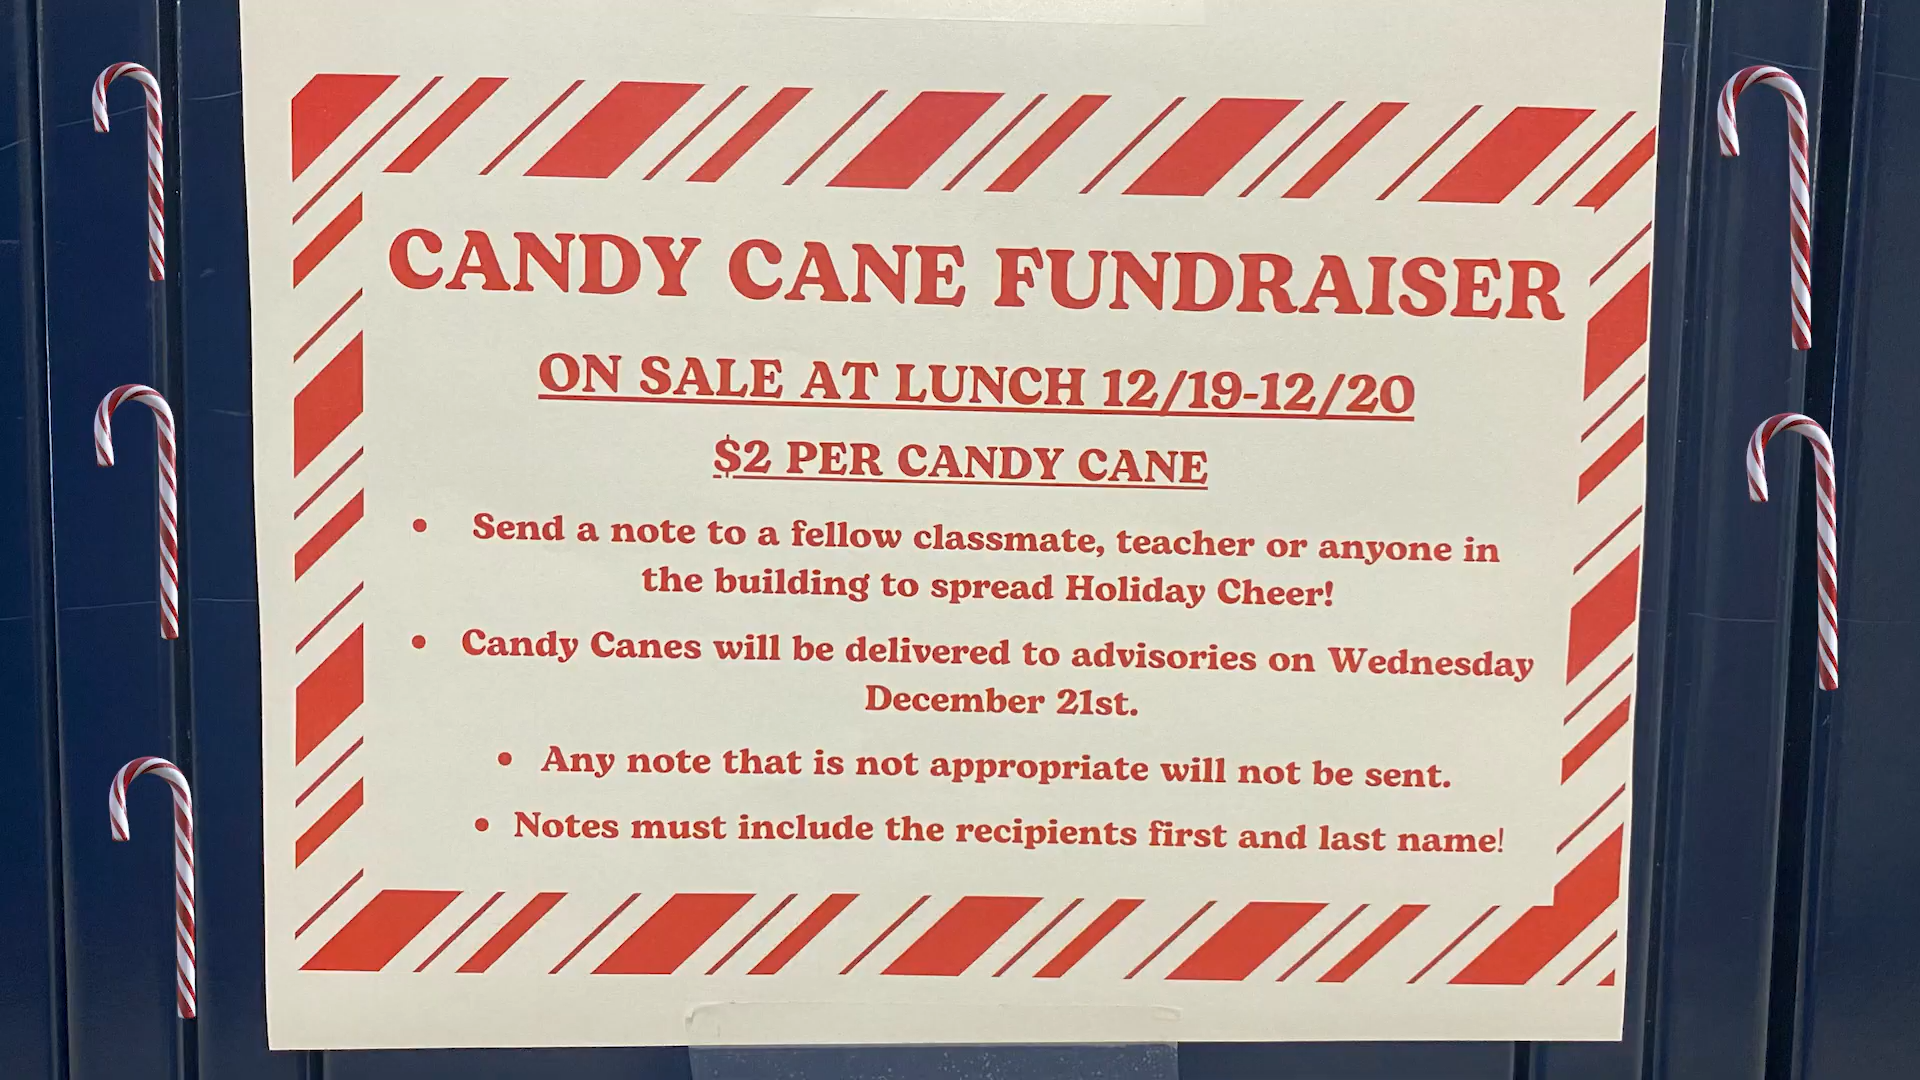 CANDY CANE FUNDRAISER
ON SALE AT LUNCH 12/19-12/20
$2 PER CANDY CANE
• Send a note to a fellow classmate, teacher or anyone in
the building to spread Holiday Cheer!
• Candy Canes will be delivered to advisories on Wednesday
December 21st.
• Any note that is not appropriate will not be sent.
• Notes must include the recipients first and last name!